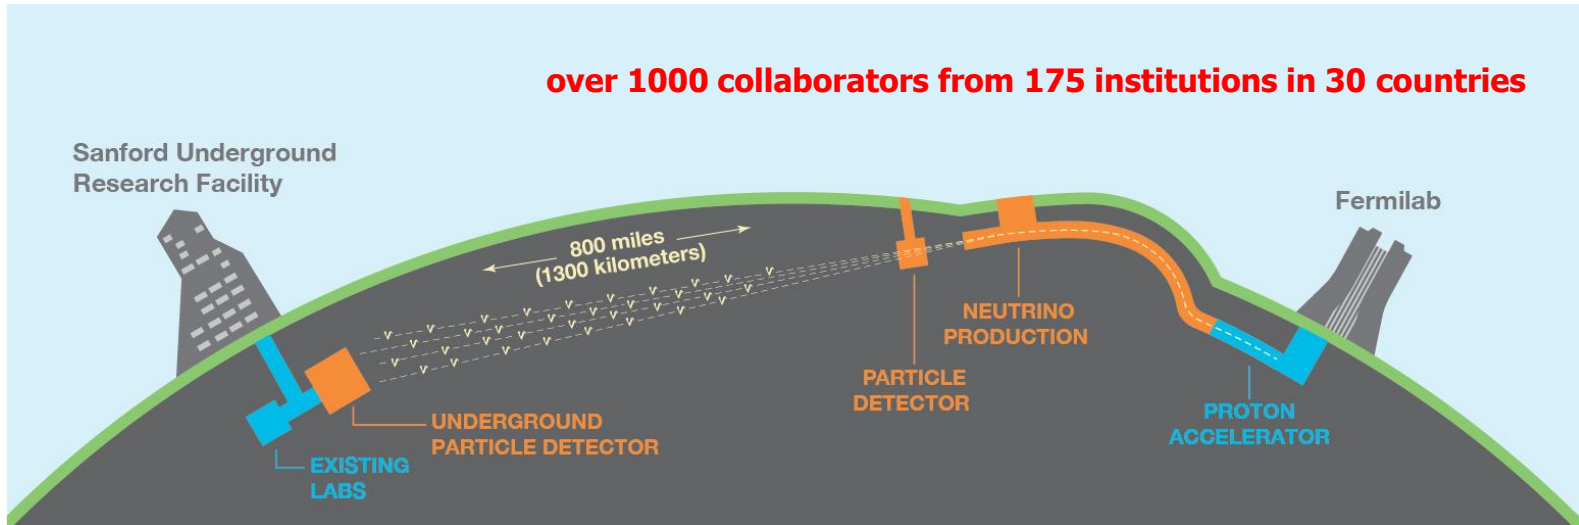 over 1000 collaborators from 175 institutions in 30 countries
Sanford Underground
Research Facility
Fermilab
800 miles
(1300 kilometers)
NEUTRINO
PRODUCTION
PARTICLE
DETECTOR
PROTON
ACCELERATOR
UNDERGROUND
PARTICLE DETECTOR
EXISTING
LABS